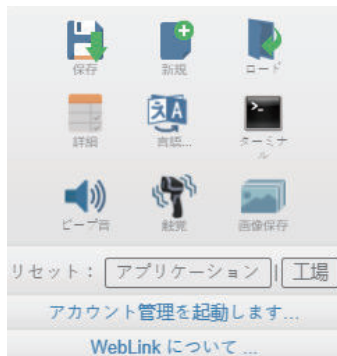 保存 新規 ロード
詳細 言語... ターミナル
ビープ音 触覚 画像保存
リセット： アプリケーション | 工場
アカウント管理を起動します...
WebLink について ...